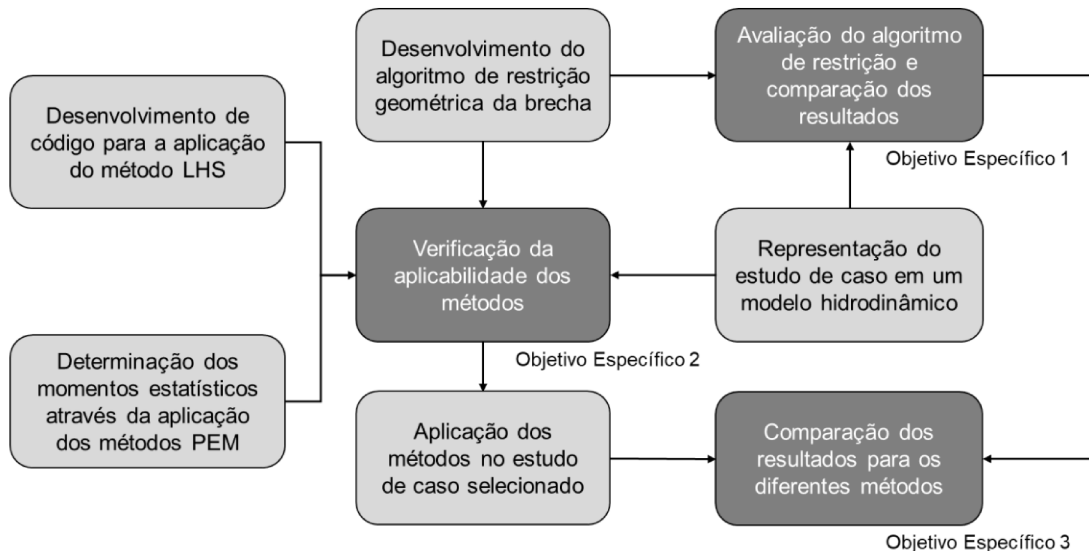 Desenvolvimento de
código para a aplicação
do método LHS
Determinação dos
momentos estatísticos
através da aplicação
dos métodos PEM
Desenvolvimento do
algoritmo de restrição
geométrica da brecha
Verificação da
aplicabilidade dos
métodos
Objetivo Específico 2
Aplicação dos
métodos no estudo
de caso selecionado
Avaliação do algoritmo
de restrição e
comparação dos
resultados
Objetivo Específico 1
Representação do
estudo de caso em um
modelo hidrodinâmico
Comparação dos
resultados para os
diferentes métodos
Objetivo Específico 3